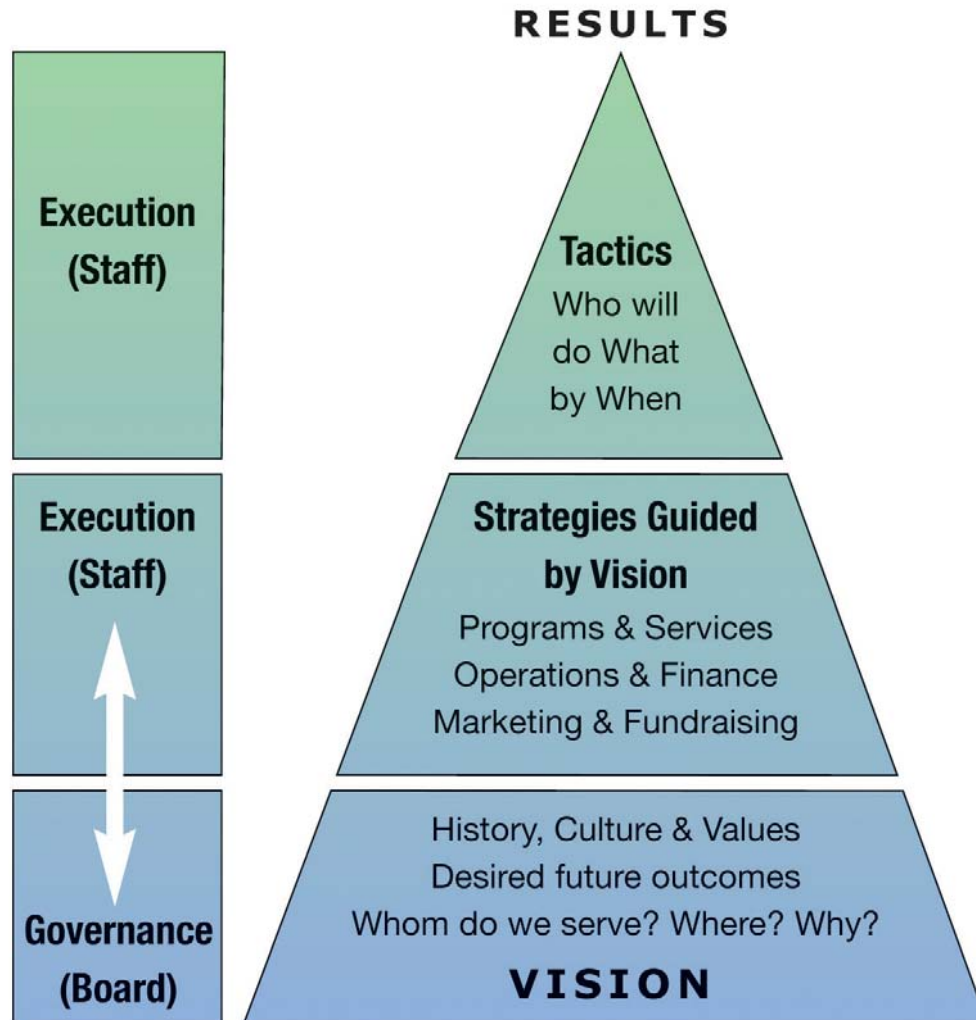 RESULTS
Execution
(Staff)
Tactics
Who will
do What
by When
Execution
(Staff)
Strategies Guided
by Vision
Programs & Services
Operations & Finance
Marketing & Fundraising
Governance
(Board)
History, Culture & Values
Desired future outcomes
Whom do we serve? Where? Why?
VISION